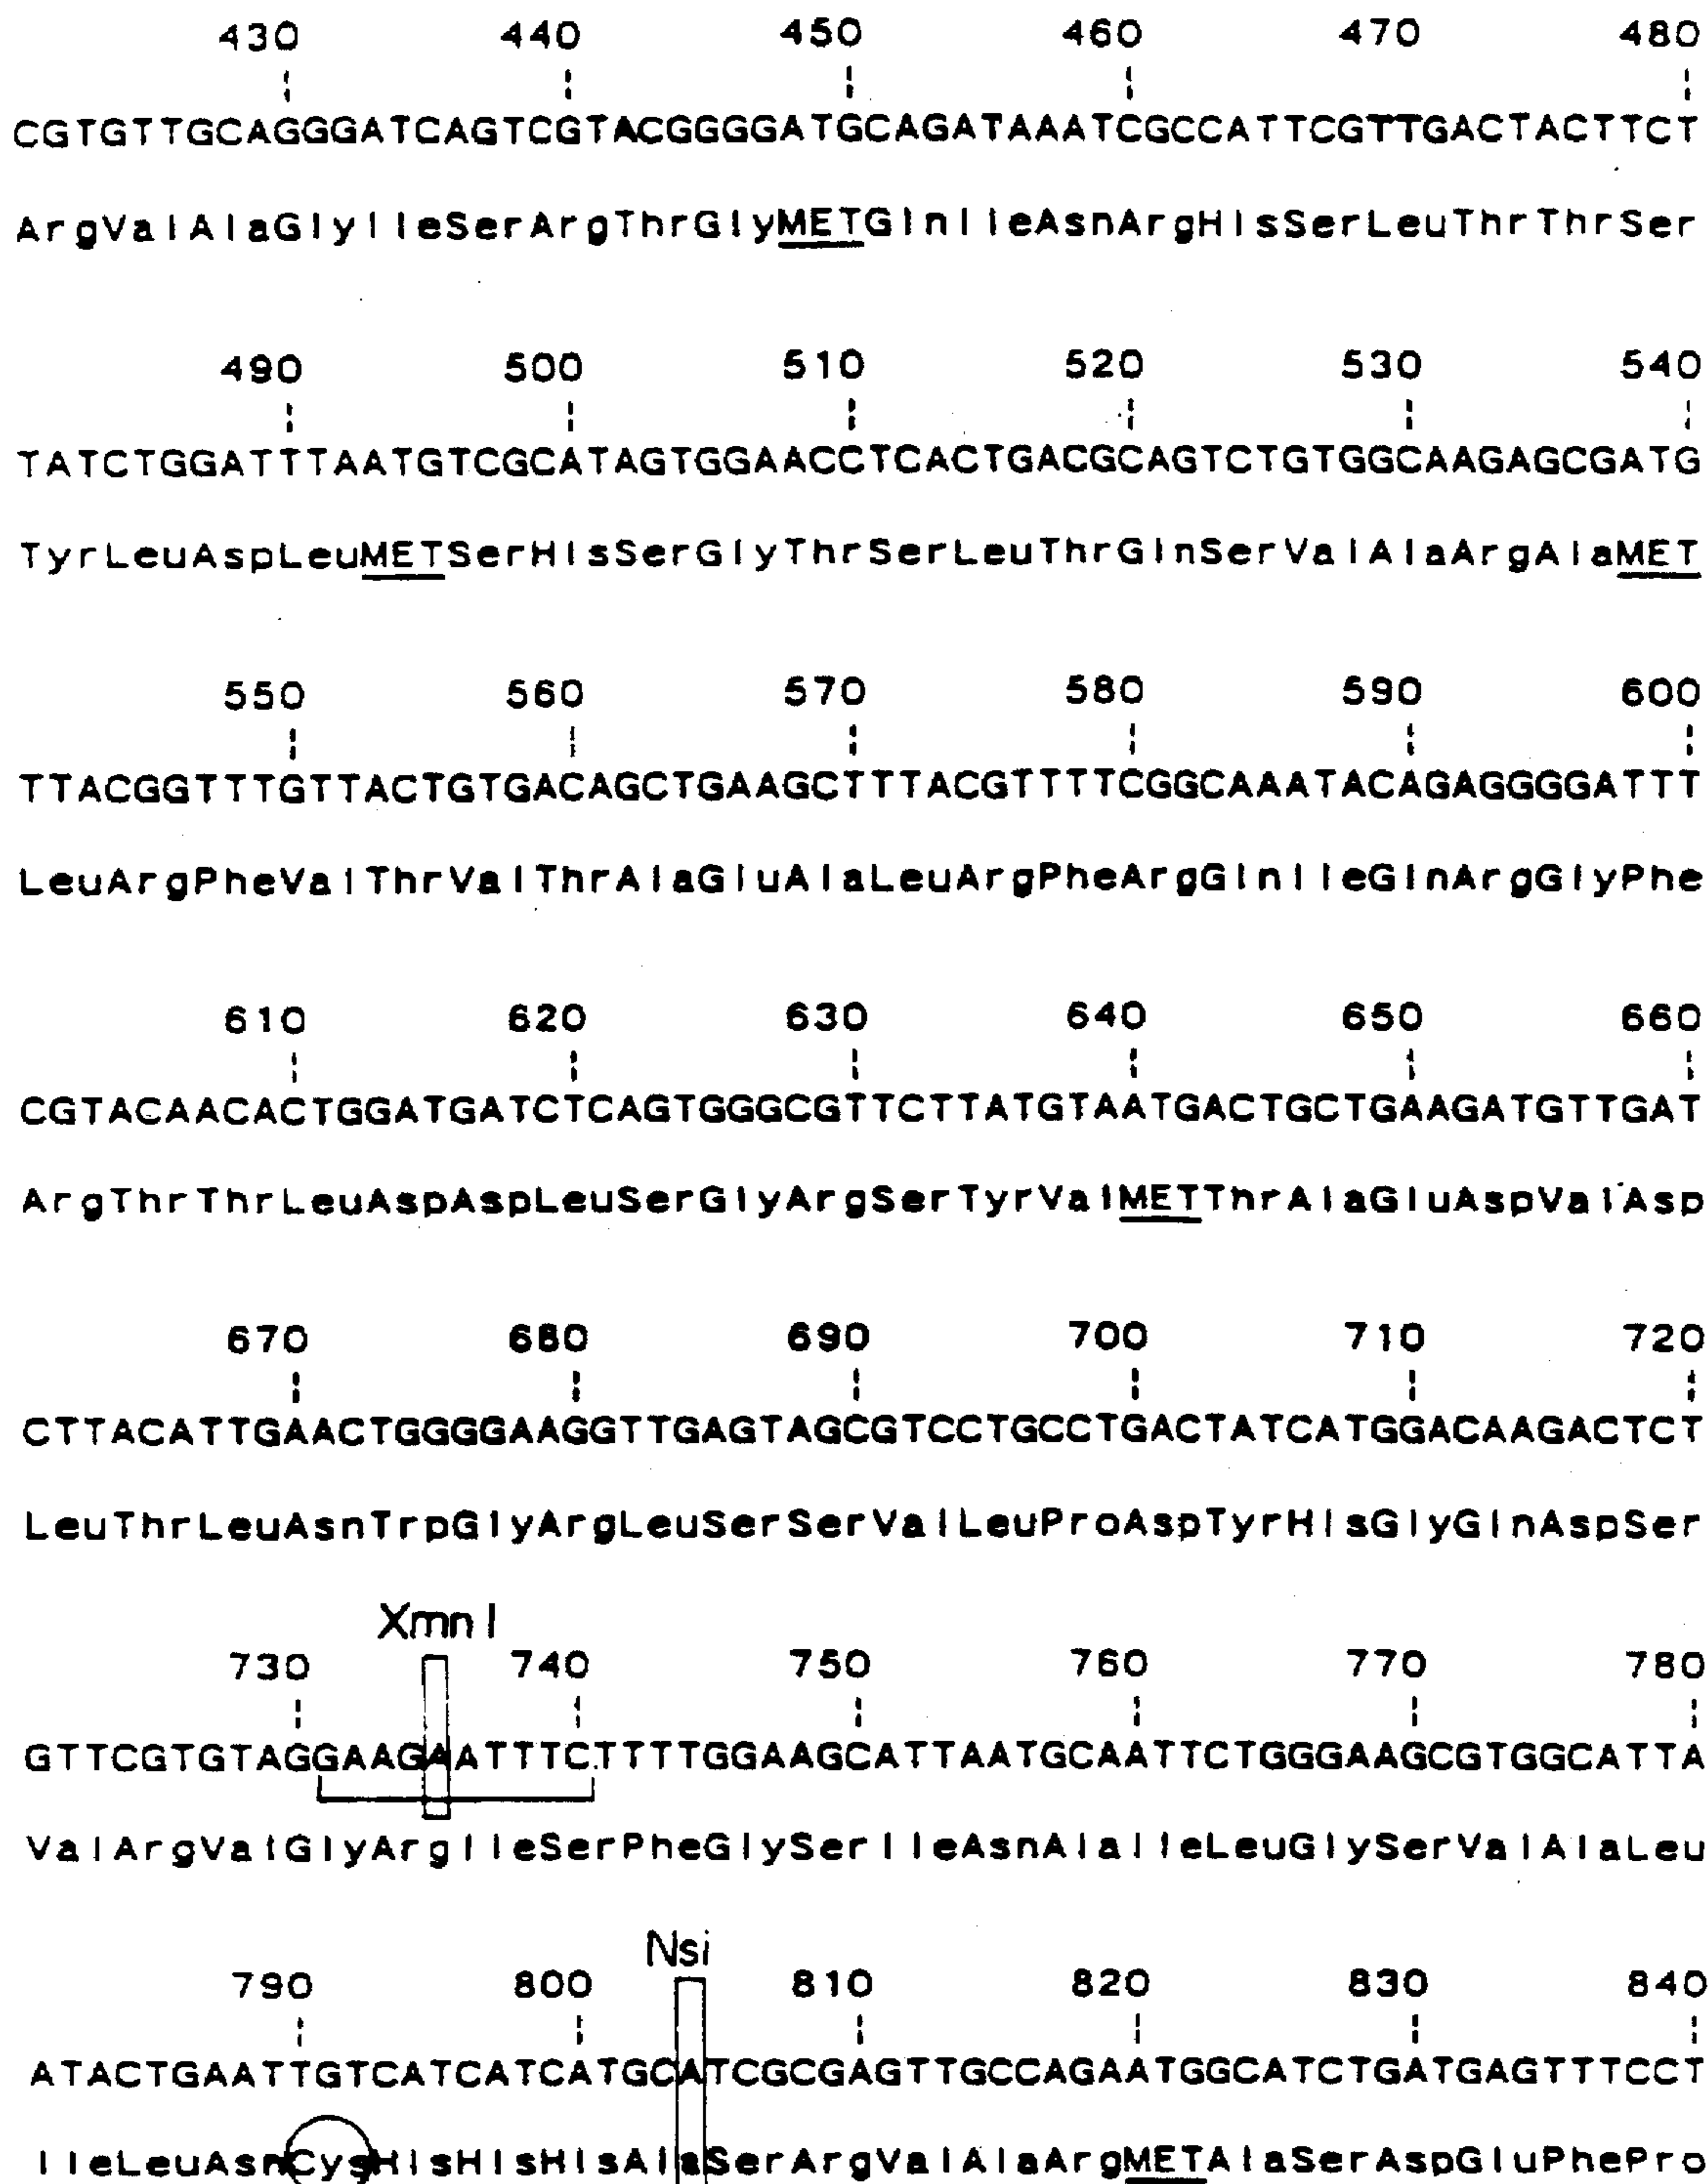 430 440 450 460 470 480
CGTGTTGCAGGGATCAGTCGTACGGGGATGCAGATAAATCGCCATTCGTTGACTACTTCT
ArgValAlaGlyIleSerArgThrGlyMETGlnIleAsnArgHisSerLeuThrThrSer
490 500 510 520 530 540
TATCTGGATTTAATGTCGCATAGTGGAACCTCACTGACGCAGTCTGTGGCAAGAGCGATG
TyrLeuAspLeuMETSerHisSerGlyThrSerLeuThrGlnSerValAlaArgAlaMET
550 560 570 580 590 600
TTACGGTTTGTTACTGTGACAGCTGAAGCTTTACGTTTTCGGCAAATACAGAGGGGATTT
LeuArgPheValThrValThrAlaGluAlaLeuArgPheArgGlnIleGlnArgGlyPhe
610 620 630 640 650 660
CGTACAACACTGGATGATCTCAGTGGGCGTTCTTATGTAATGACTGCTGAAGATGTTGAT
ArgThrThrLeuAspAspLeuSerGlyArgSerTyrValMETThrAlaGluAspValAsp
670 680 690 700 710 720
CTTACATTGAACTGGGGAAGGTTGAGTAGCGTCCTGCCTGACTATCATGGACAAGACTCT
LeuThrLeuAsnTrpGlyArgLeuSerSerValLeuProAspTyrHisGlyGlnAspSer
Xmn I
730 740 750 760 770 780
GTTCGTGTAGGAAGAATTTCTTTTGGAAGCATTAATGCAATTCTGGGAAGCGTGGCATTA
ValArgValGlyArgIleSerPheGlySerIleAsnAlaIleLeuGlySerValAlaLeu
Nsi
790 800 810 820 830 840
ATACTGAATTGTCATCATCATGCATCGCGAGTTGCCAGAATGGCATCTGATGAGTTTCCT
IleLeuAsnCysHisHisHisAlaSerArgValAlaArgMETAlaSerAspGluPhePro